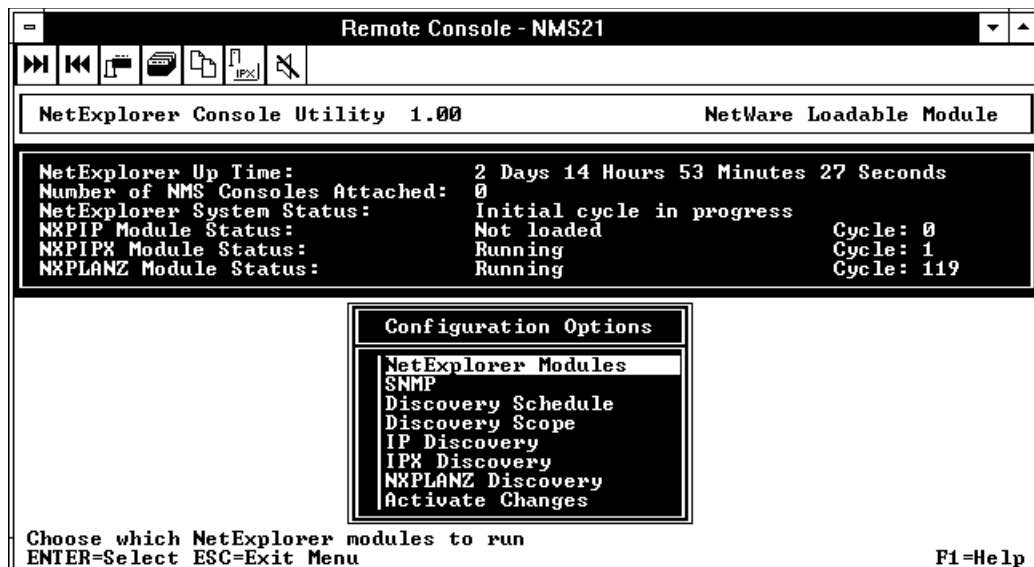 Remote Console - NMS21
IPX
NetExplorer Console Utility 1.00 NetWare Loadable Module
NetExplorer Up Time: 2 Days 14 Hours 53 Minutes 27 Seconds
Number of NMS Consoles Attached: 0
NetExplorer System Status: Initial cycle in progress
NXPIP Module Status: Not loaded Cycle: 0
NXPIPX Module Status: Running Cycle: 1
NXPLANZ Module Status: Running Cycle: 119
Configuration Options
NetExplorer Modules
SNMP
Discovery Schedule
Discovery Scope
IP Discovery
IPX Discovery
NXPLANZ Discovery
Activate Changes
Choose which NetExplorer modules to run
ENTER=Select ESC=Exit Menu F1=Help